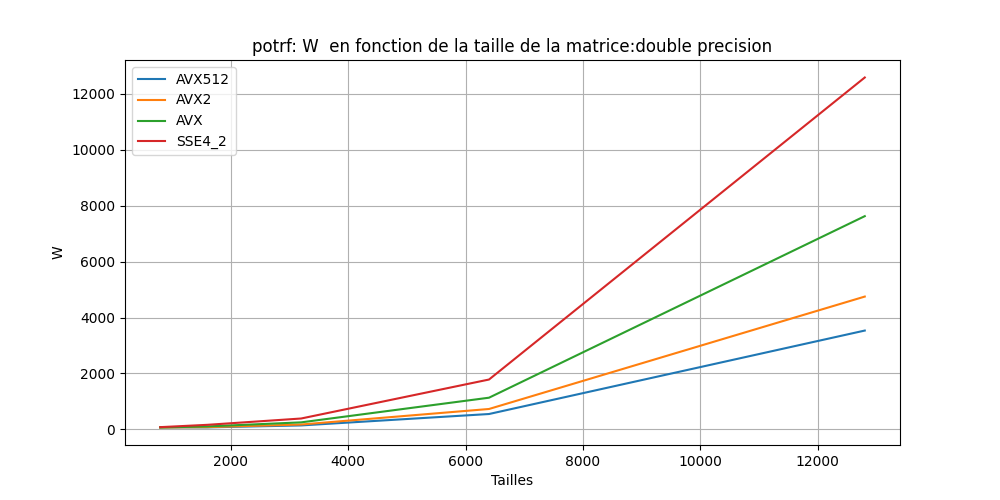 potrf: W  en fonction de la taille de la matrice:double precision
AVX512
AVX2
AVX
SSE4_2
12000
10000
8000
6000
4000
2000
0
W
2000
4000
6000
8000
10000
12000
Tailles